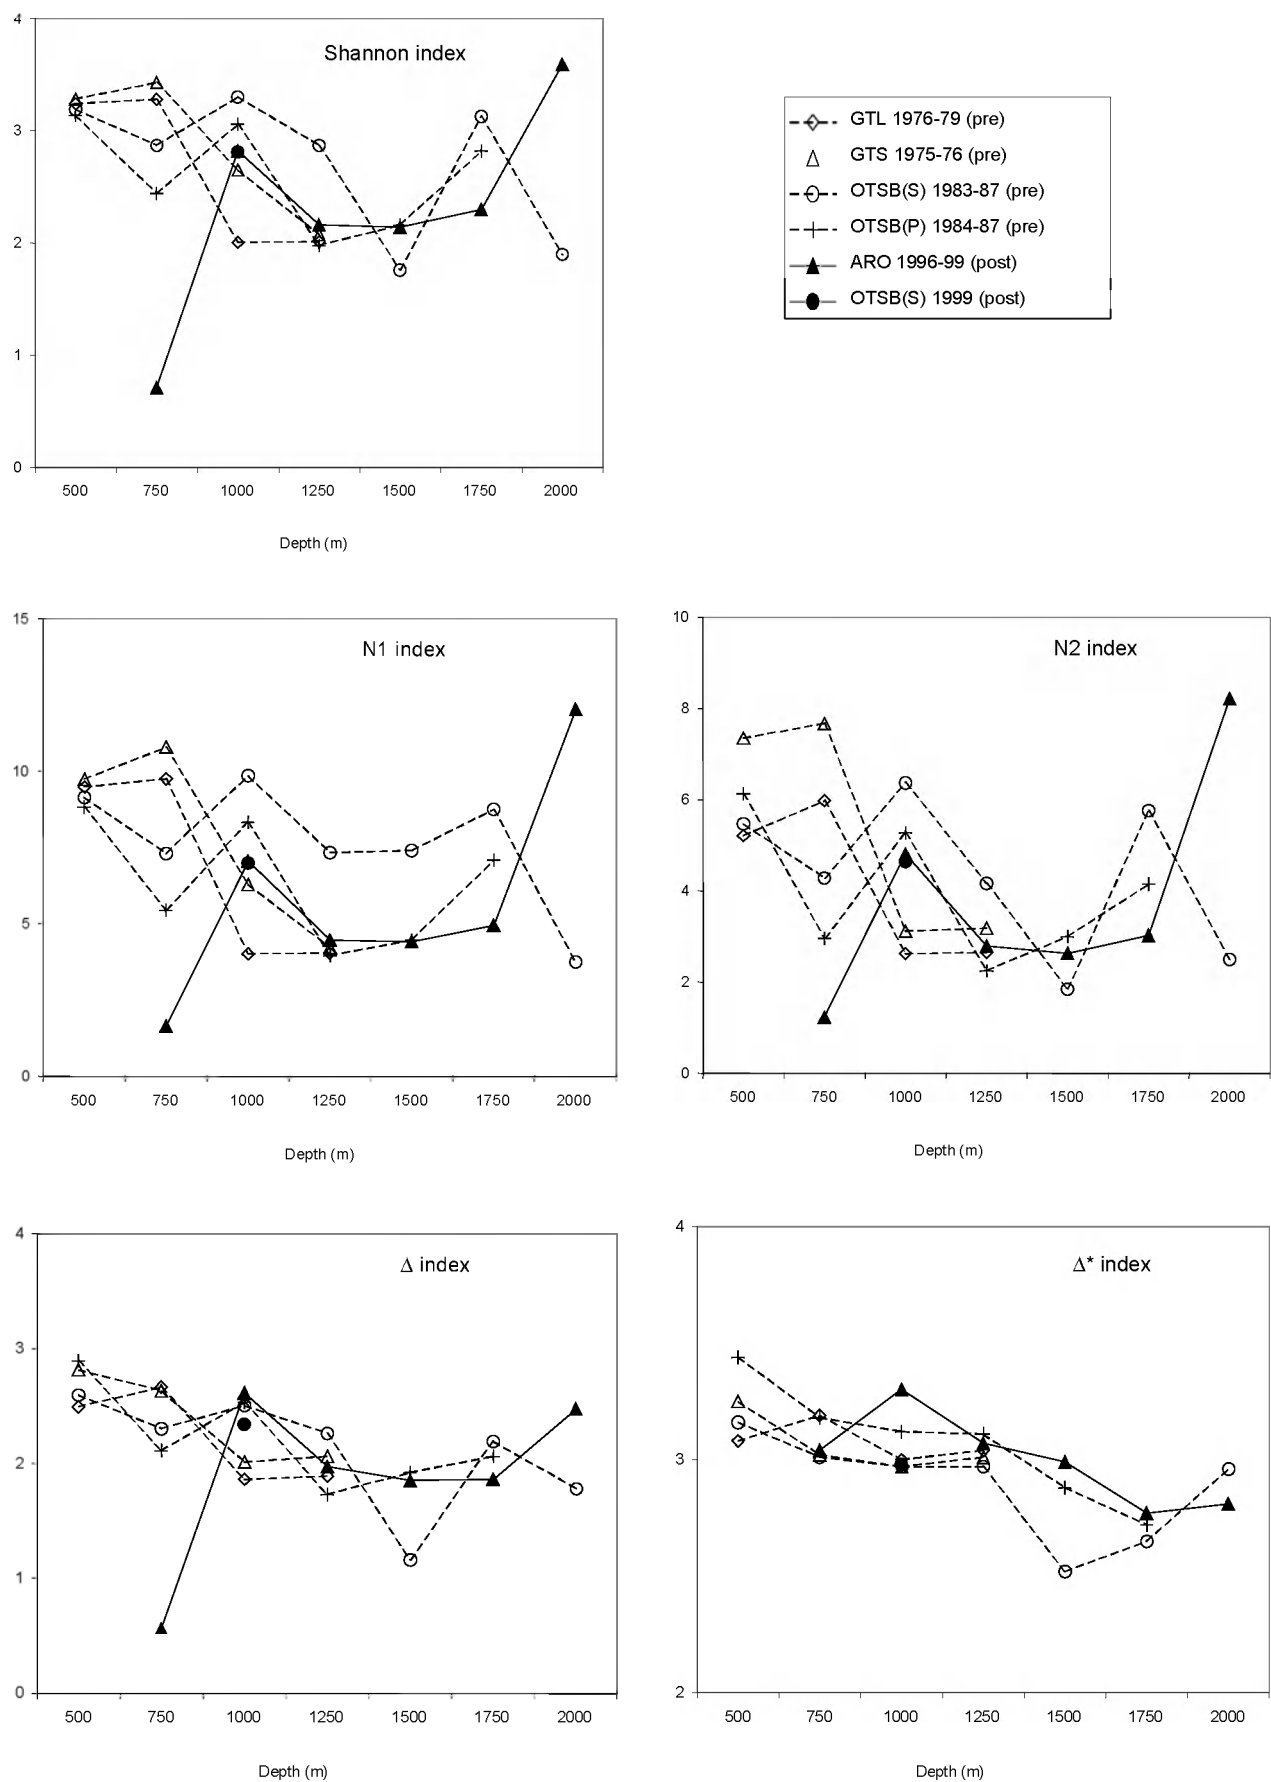 Shannon index
4
3
2
1
0
500 750 1000 1250 1500 1750 2000
Depth (m)
GTL 1976-79 (pre)
GTS 1975-76 (pre)
OTSB(S) 1983-87 (pre)
OTSB(P) 1984-87 (pre)
ARO 1996-99 (post)
OTSB(S) 1999 (post)
N1 index
15
10
5
0
500 750 1000 1250 1500 1750 2000
Depth (m)
N2 index
10
8
6
4
2
0
500 750 1000 1250 1500 1750 2000
Depth (m)
Δ index
4
3
2
1
0
500 750 1000 1250 1500 1750 2000
Depth (m)
Δ* index
4
3
2
500 750 1000 1250 1500 1750 2000
Depth (m)